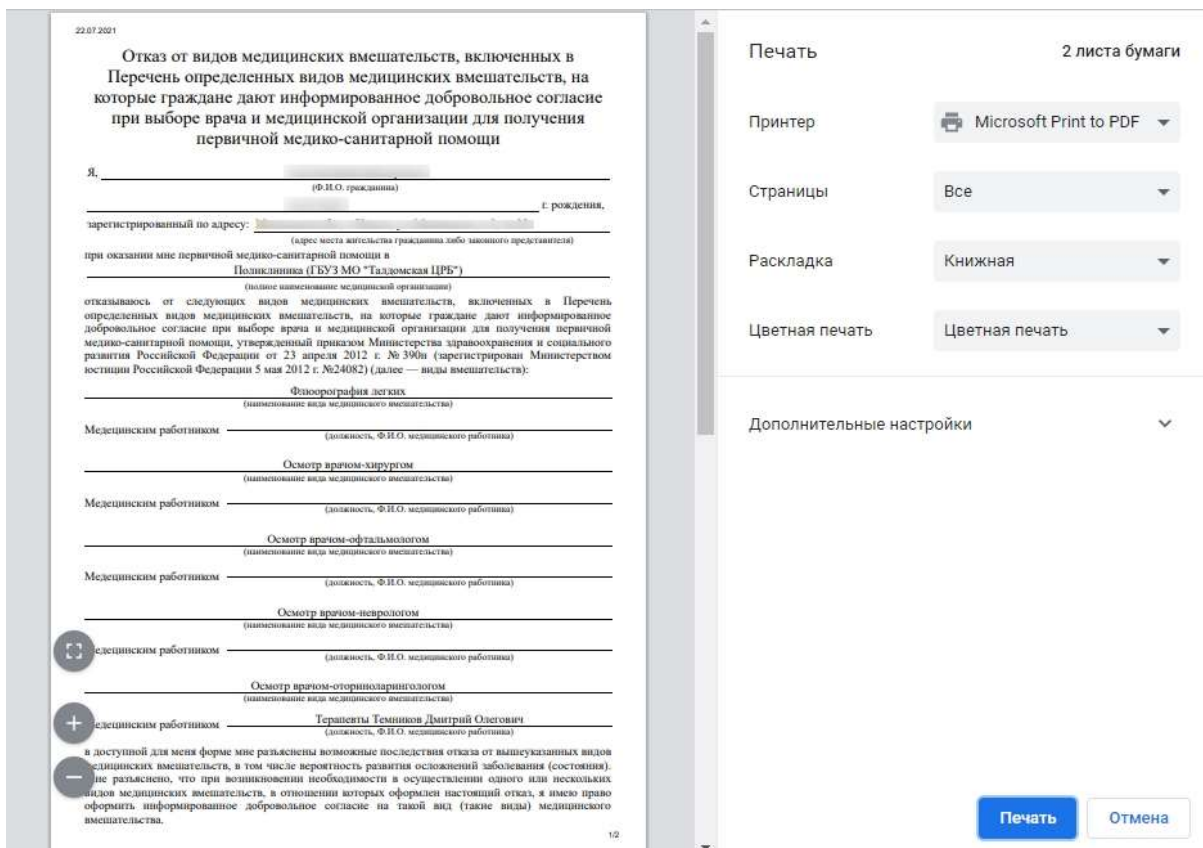 22.07.2021
Отказ от видов медицинских вмешательств, включенных в
Перечень определенных видов медицинских вмешательств, на
которые граждане дают информированное добровольное согласие
при выборе врача и медицинской организации для получения
первичной медико-санитарной помощи
Я,
(Ф.И.О. гражданина)
г. рождения,
зарегистрированный по адресу:
(адрес места жительства гражданина либо законного представителя)
при оказании мне первичной медико-санитарной помощи в
Поликлиника (ГБУЗ МО "Талдомская ЦРБ")
(полное наименование медицинской организации)
отказываюсь от следующих видов медицинских вмешательств, включенных в Перечень
определенных видов медицинских вмешательств, на которые граждане дают информированное
добровольное согласие при выборе врача и медицинской организации для получения первичной
медико-санитарной помощи, утвержденный приказом Министерства здравоохранения и социального
развития Российской Федерации от 23 апреля 2012 г. № 390н (зарегистрирован Министерством
юстиции Российской Федерации 5 мая 2012 г. №24082) (далее — виды вмешательств):
Флюорография легких
(наименование вида медицинского вмешательства)
Медецинским работником
(должность, Ф.И.О. медицинского работника)
Осмотр врачом-хирургом
(наименование вида медицинского вмешательства)
Медецинским работником
(должность, Ф.И.О. медицинского работника)
Осмотр врачом-офтальмологом
(наименование вида медицинского вмешательства)
Медецинским работником
(должность, Ф.И.О. медицинского работника)
Осмотр врачом-неврологом
(наименование вида медицинского вмешательства)
едецинским работником
(должность, Ф.И.О. медицинского работника)
Осмотр врачом-оториноларингологом
(наименование вида медицинского вмешательства)
едецинским работником Терапевты Темников Дмитрий Олегович
(должность, Ф.И.О. медицинского работника)
в доступной для меня форме мне разъяснены возможные последствия отказа от вышеуказанных видов
едицинских вмешательств, в том числе вероятность развития осложнений заболевания (состояния).
не разъяснено, что при возникновении необходимости в осуществлении одного или нескольких
видов медицинских вмешательств, в отношении которых оформлен настоящий отказ, я имею право
оформить информированное добровольное согласие на такой вид (такие виды) медицинского
вмешательства.
1/2
Печать 2 листа бумаги
Принтер Microsoft Print to PDF
Страницы Все
Раскладка Книжная
Цветная печать Цветная печать
Дополнительные настройки
Печать Отмена